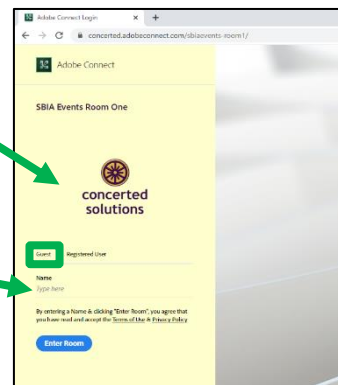 Adobe Connect Login
concerted.adobeconnect.com/sbiaevents-room1/
Adobe Connect
SBIA Events Room One
concerted
solutions
Guest Registered User
Name
Type here
By entering a Name & clicking "Enter Room", you agree that
you have read and accept the Terms of Use & Privacy Policy
Enter Room